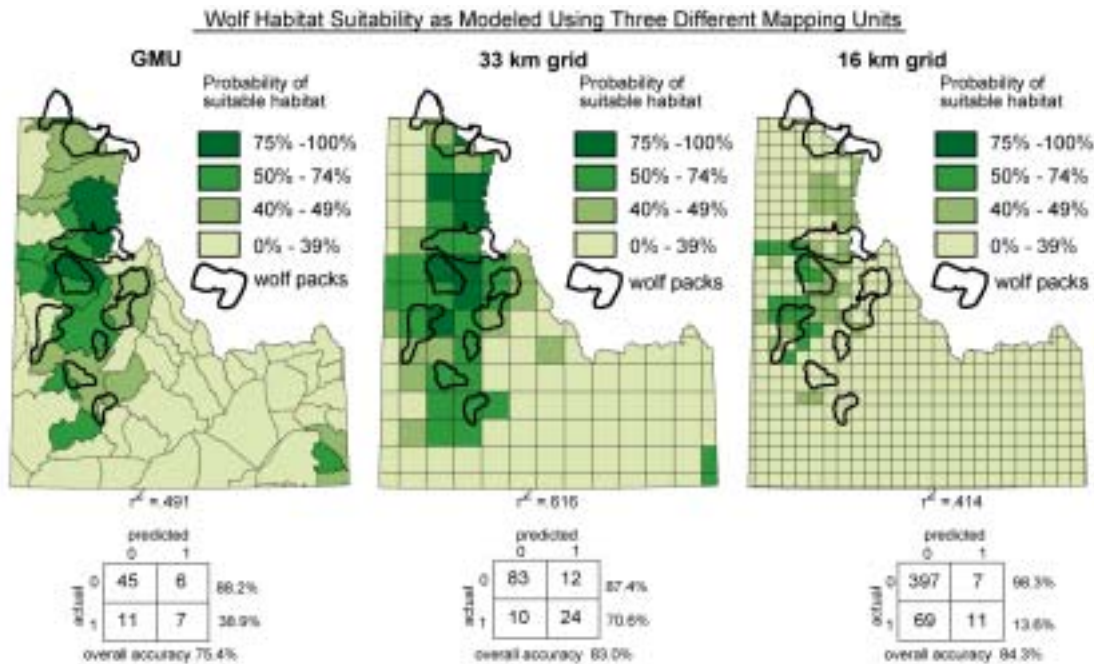 Wolf Habitat Suitability as Modeled Using Three Different Mapping Units
GMU
Probability of
suitable habitat
75% -100%
50% - 74%
40% - 49%
0% - 39%
wolf packs
r² =.491
predicted
0 1
actual
0 45 6 88.2%
1 11 7 38.9%
overall accuracy 75.4%
33 km grid
Probability of
suitable habitat
75% -100%
50% - 74%
40% - 49%
0% - 39%
wolf packs
r² =.616
predicted
0 1
actual
0 83 12 87.4%
1 10 24 70.6%
overall accuracy 83.0%
16 km grid
Probability of
suitable habitat
75% -100%
50% - 74%
40% - 49%
0% - 39%
wolf packs
r² =.414
predicted
0 1
actual
0 397 7 98.3%
1 69 11 13.6%
overall accuracy 84.3%